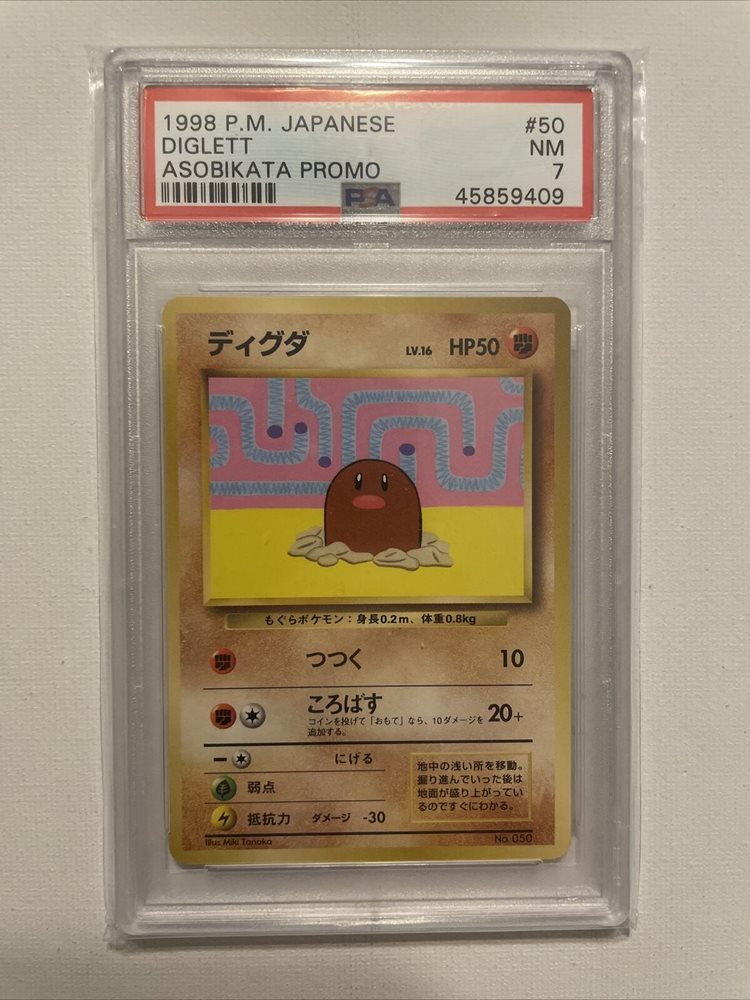 1998 P.M. JAPANESE #50
DIGLETT NM
ASOBIKATA PROMO 7
PSA 45859409
ディグダ LV.16 HP50
もぐらポケモン：身長0.2m、体重0.8kg
つつく 10
ころばす 20+
コインを投げて「おもて」なら、10ダメージを
追加する。
にげる
弱点
抵抗力 ダメージ -30
地中の浅い所を移動。
掘り進んでいった後は
地面が盛り上がってい
るのですぐにわかる。
Illus. Miki Tanaka No. 050